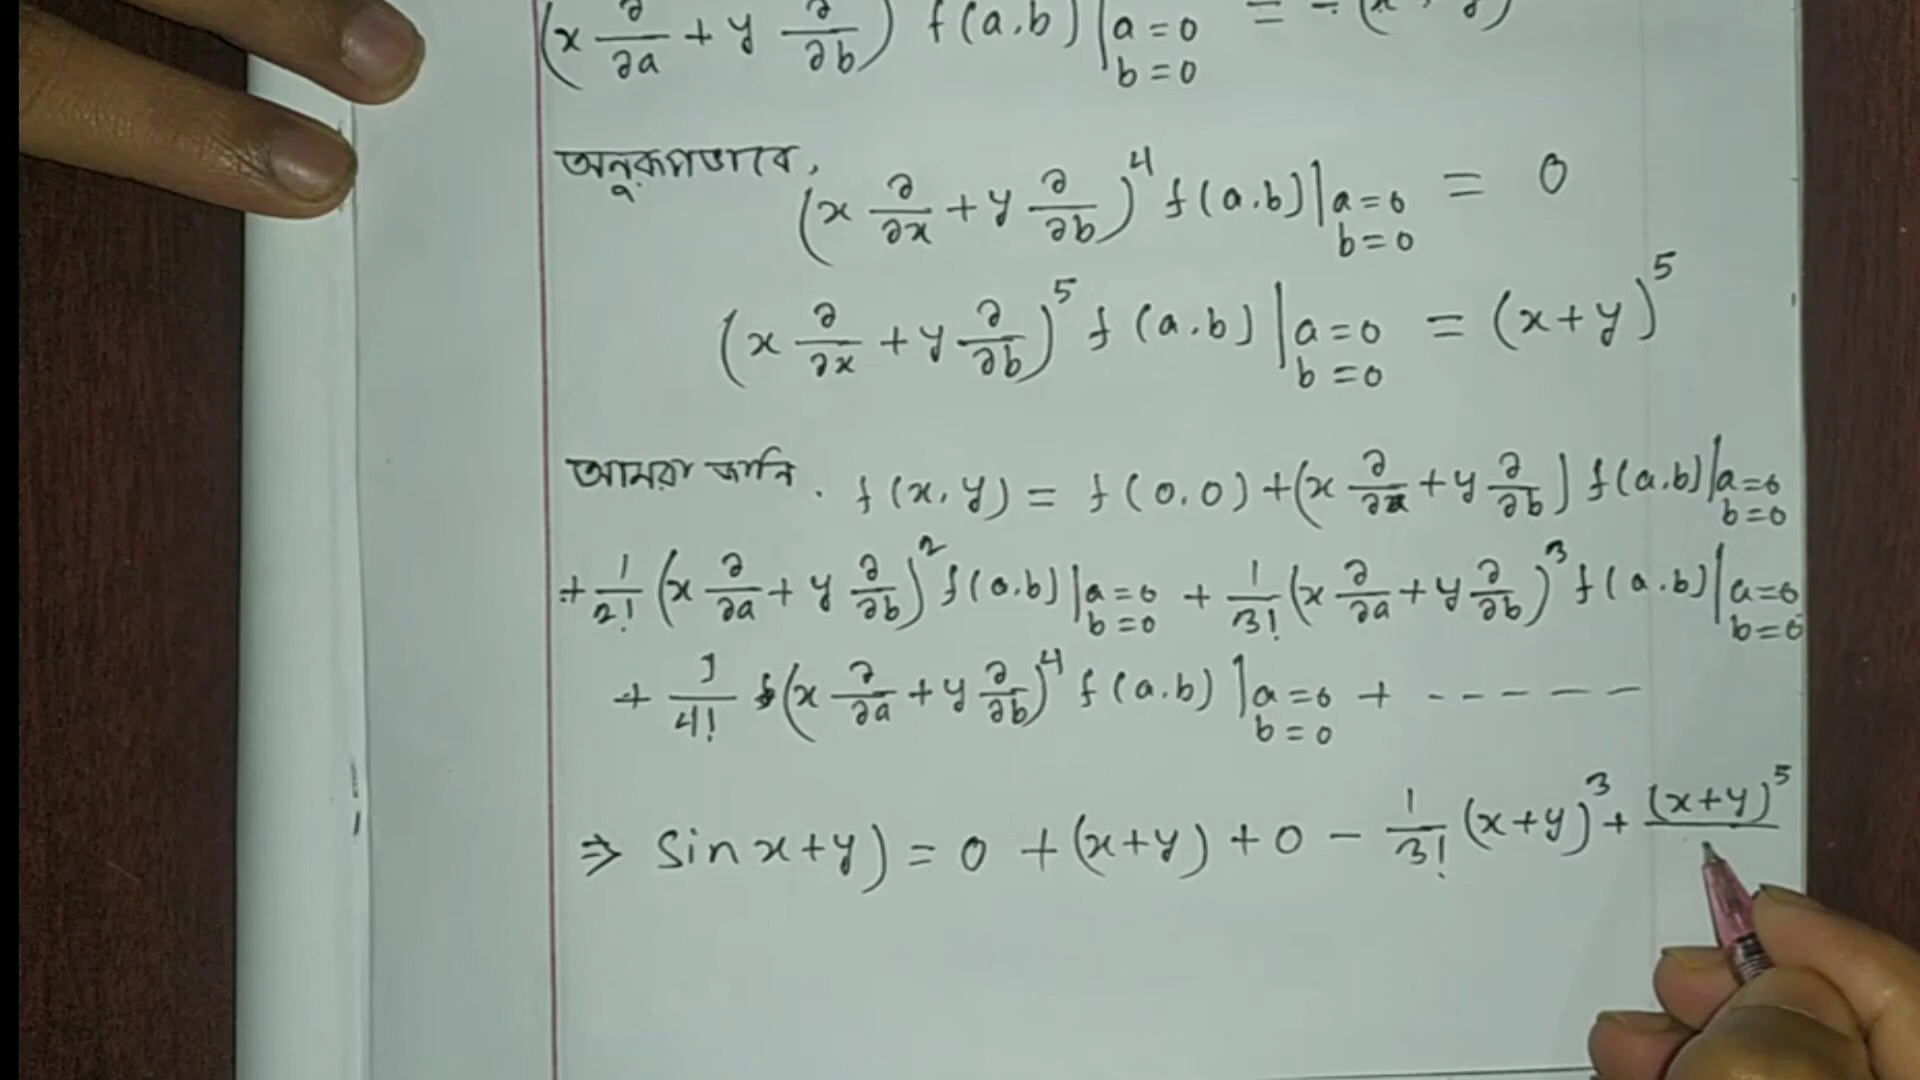 (x ∂/∂a + y ∂/∂b) f(a,b)|a=0 b=0 =
অনুরূপভাবে, (x ∂/∂x + y ∂/∂b)^4 f(a,b)|a=0 b=0 = 0
(x ∂/∂x + y ∂/∂b)^5 f(a,b)|a=0 b=0 = (x+y)^5
আমরা জানি, f(x,y) = f(0,0) + (x ∂/∂x + y ∂/∂b) f(a,b)|a=0 b=0
+ 1/2! (x ∂/∂a + y ∂/∂b)^2 f(a,b)|a=0 b=0 + 1/3! (x ∂/∂a + y ∂/∂b)^3 f(a,b)|a=0 b=0
+ 1/4! (x ∂/∂a + y ∂/∂b)^4 f(a,b)|a=0 b=0 + ------
⇒ Sin x+y) = 0 + (x+y) + 0 - 1/3! (x+y)^3 + (x+y)^5/